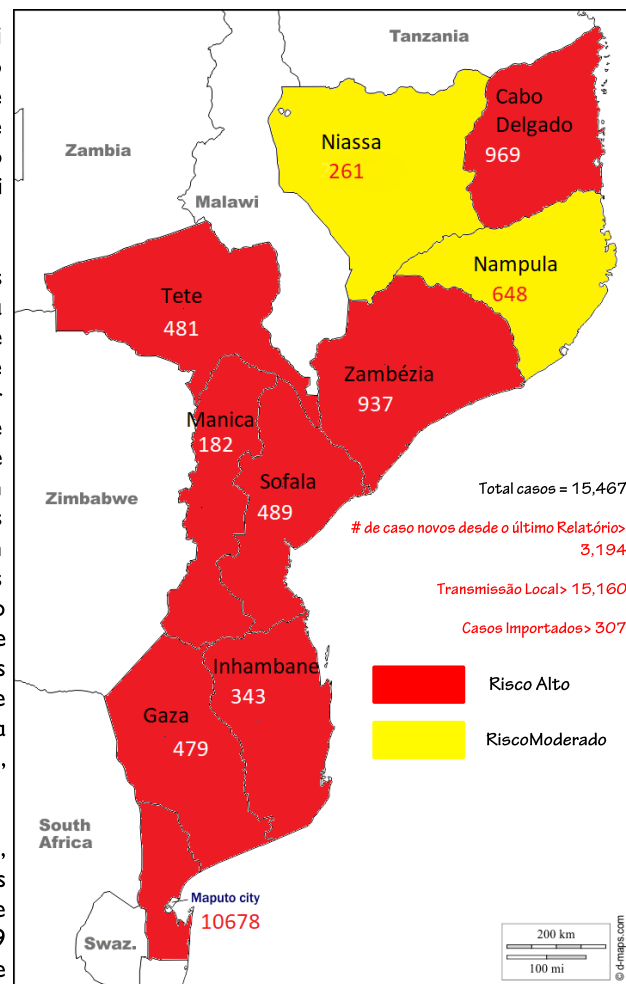 Tanzania
Cabo
Delgado
969
Niassa
261
Zambia
Malawi
Nampula
648
Tete
481
Zambézia
937
Manica
182
Sofala
489
Zimbabwe
Total casos = 15,467
# de caso novos desde o último Relatório>
3,194
Transmissão Local> 15,160
Casos Importados> 307
Inhambane
343
Risco Alto
Gaza
479
RiscoModerado
South
Africa
Maputo city
10678
Swaz.
200 km
100 mi
© d-maps.com